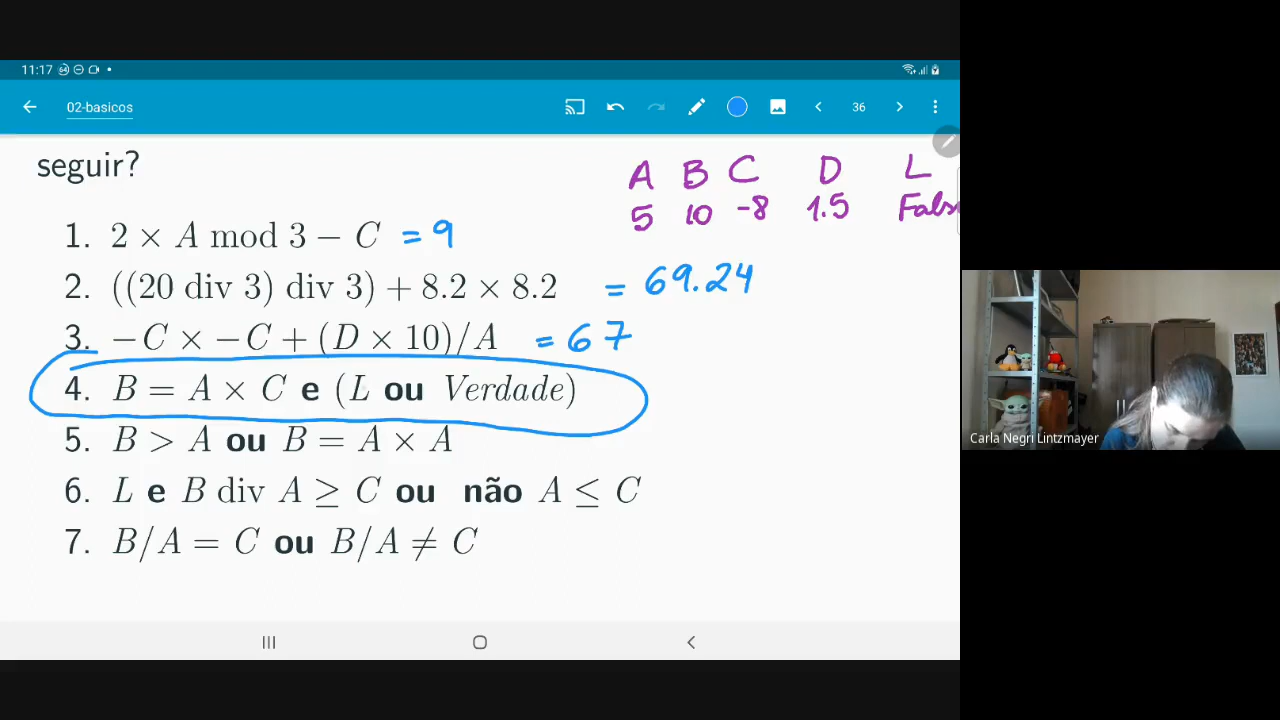 11:17
02-basicos
36
seguir?
A B C D L
5 10 -8 1.5
1. 2 × A mod 3 − C = 9
2. ((20 div 3) div 3) + 8.2 × 8.2 = 69.24
3. −C × −C + (D × 10)/A = 67
4. B = A × C e (L ou Verdade)
5. B > A ou B = A × A
6. L e B div A ≥ C ou não A ≤ C
7. B/A = C ou B/A ≠ C
Carla Negri Lintzmayer